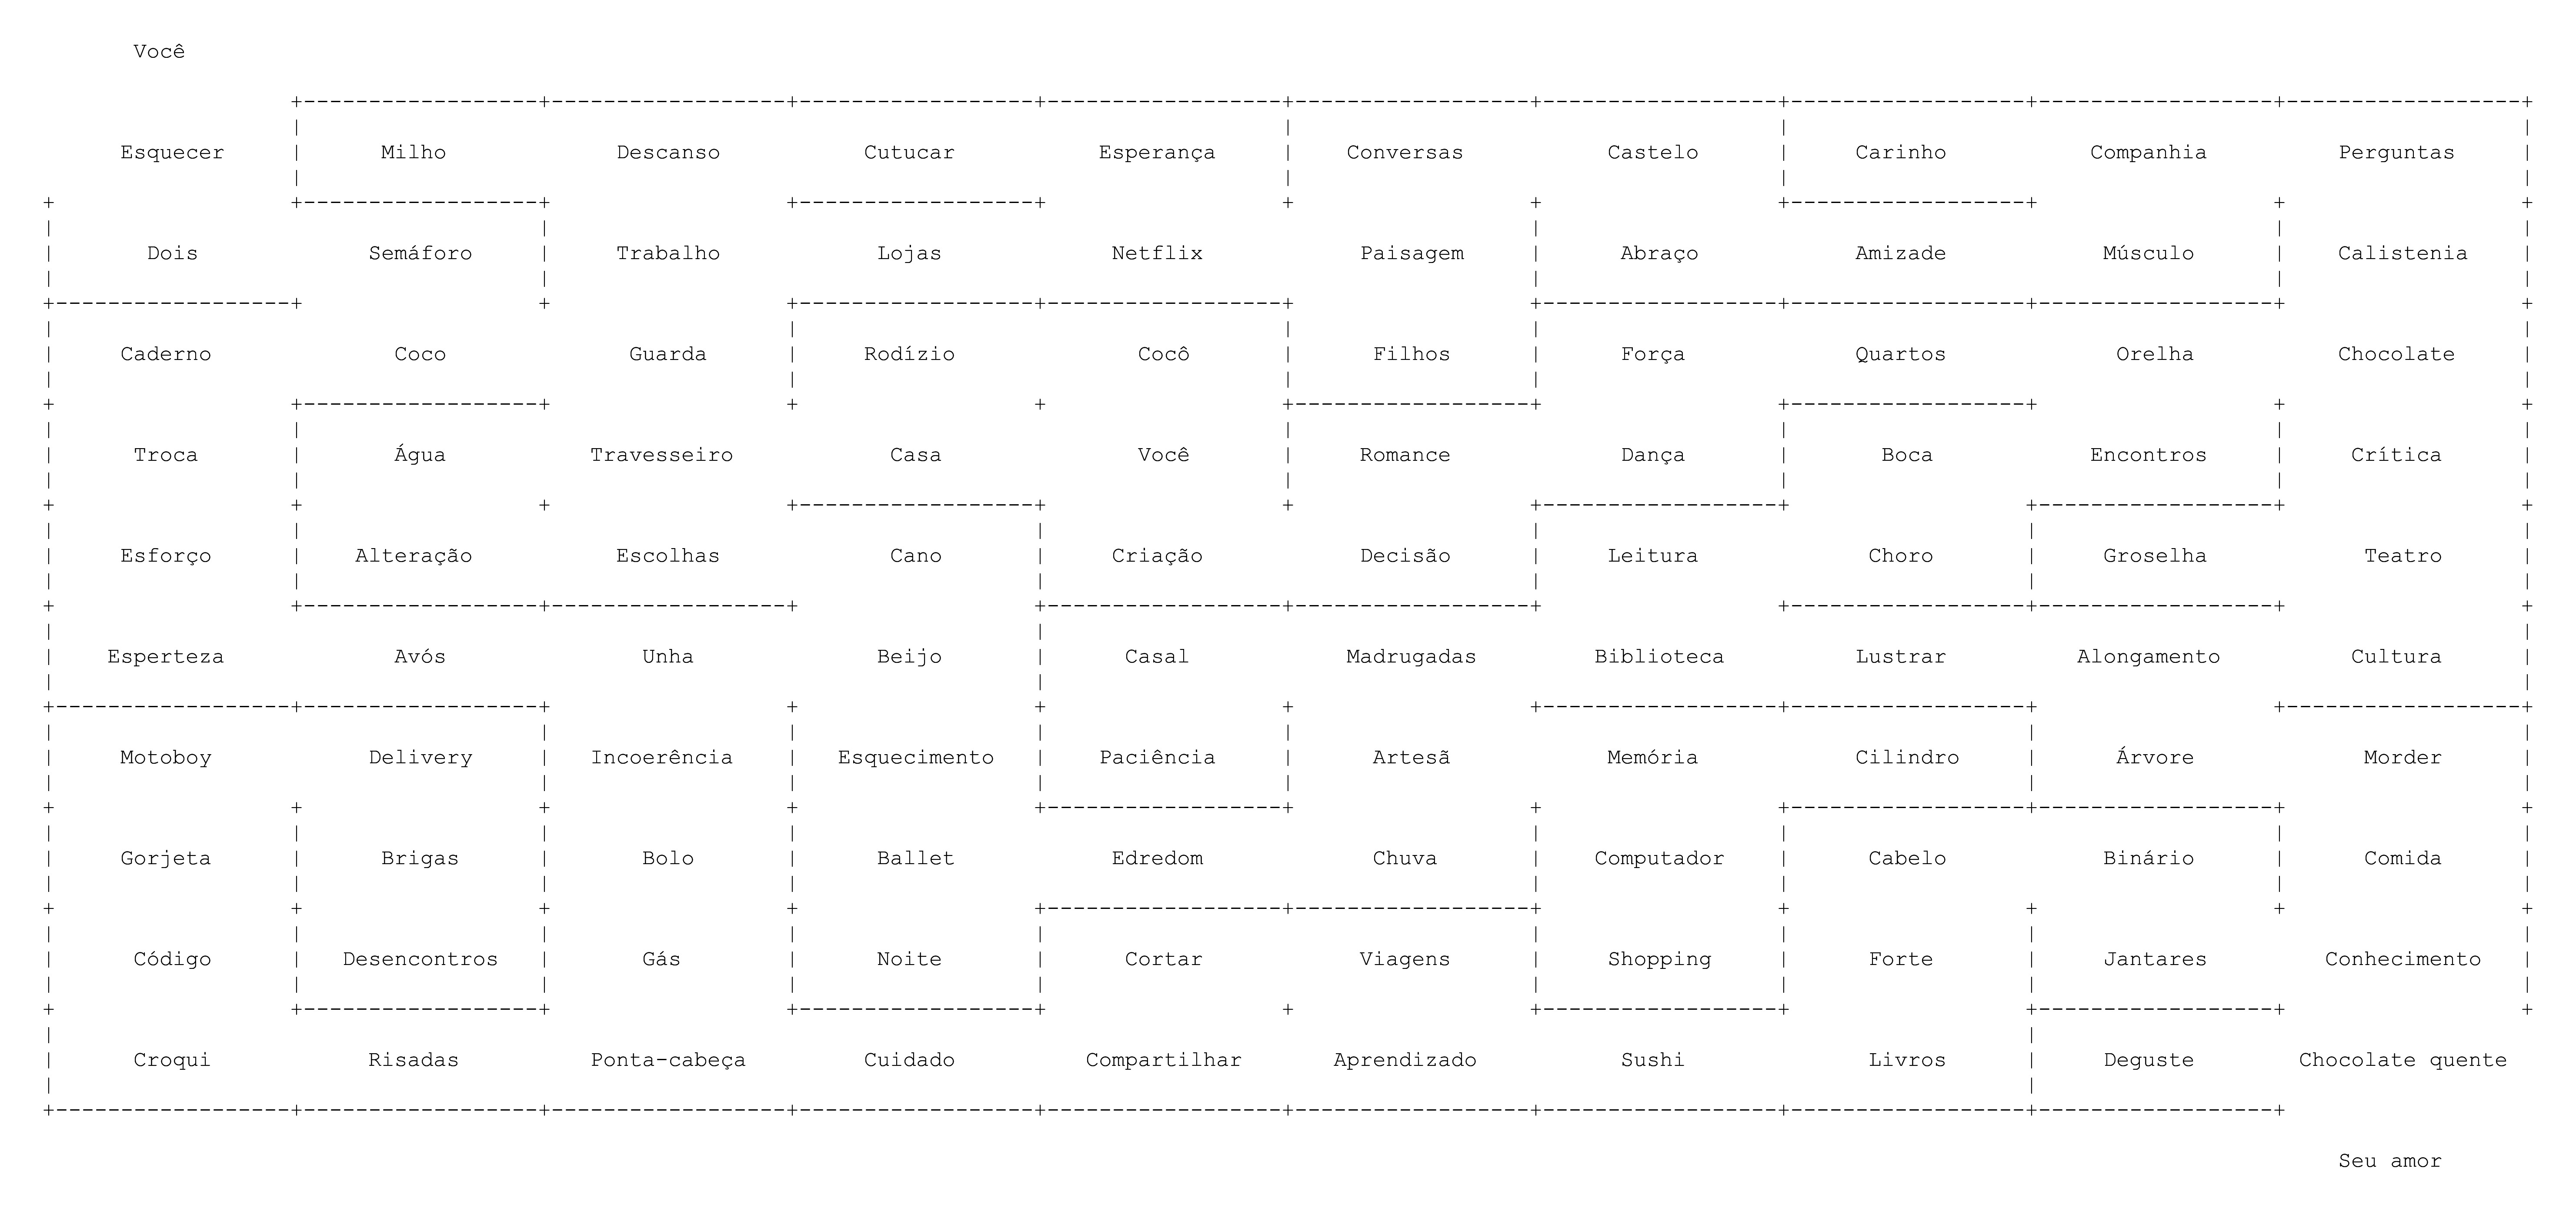 Você
Esquecer Milho Descanso Cutucar Esperança Conversas Castelo Carinho Companhia Perguntas
Dois Semáforo Trabalho Lojas Netflix Paisagem Abraço Amizade Músculo Calistenia
Caderno Coco Guarda Rodízio Cocô Filhos Força Quartos Orelha Chocolate
Troca Água Travesseiro Casa Você Romance Dança Boca Encontros Crítica
Esforço Alteração Escolhas Cano Criação Decisão Leitura Choro Groselha Teatro
Esperteza Avós Unha Beijo Casal Madrugadas Biblioteca Lustrar Alongamento Cultura
Motoboy Delivery Incoerência Esquecimento Paciência Artesã Memória Cilindro Árvore Morder
Gorjeta Brigas Bolo Ballet Edredom Chuva Computador Cabelo Binário Comida
Código Desencontros Gás Noite Cortar Viagens Shopping Forte Jantares Conhecimento
Croqui Risadas Ponta-cabeça Cuidado Compartilhar Aprendizado Sushi Livros Deguste Chocolate quente
Seu amor